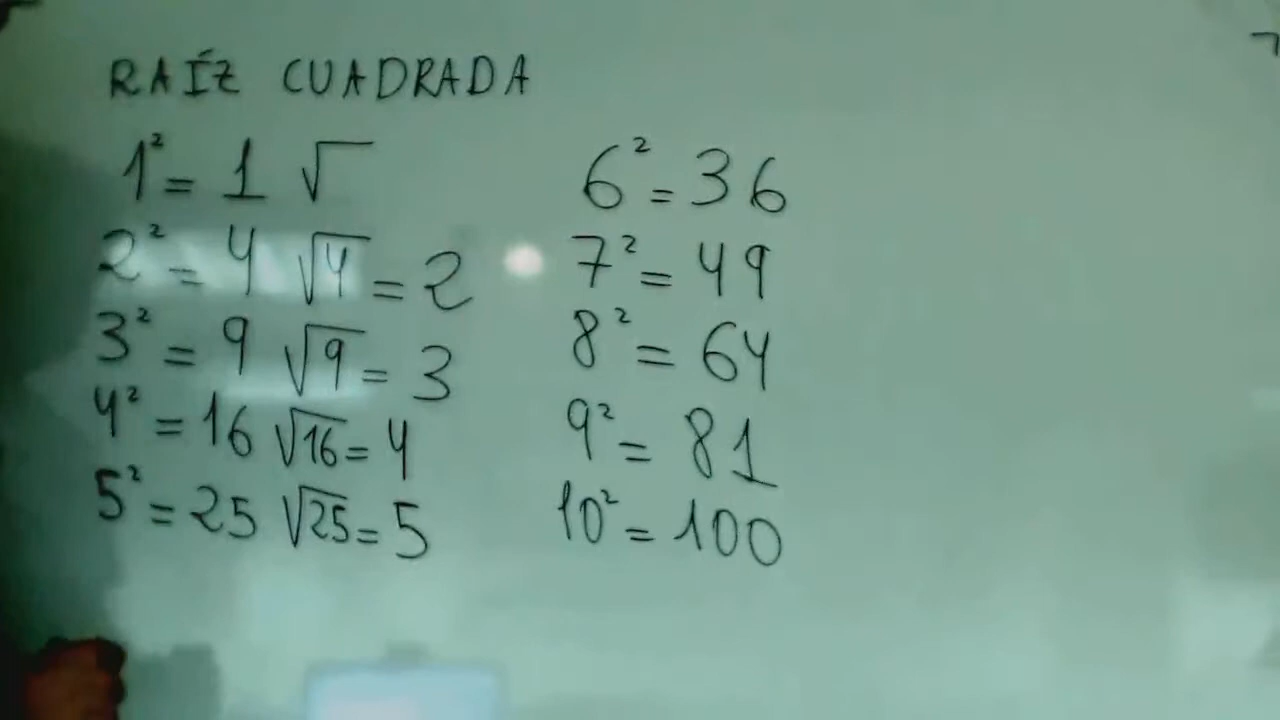 RAÍZ CUADRADA
1² = 1 √
2² = 4 √4 = 2
3² = 9 √9 = 3
4² = 16 √16 = 4
5² = 25 √25 = 5
6² = 36
7² = 49
8² = 64
9² = 81
10² = 100